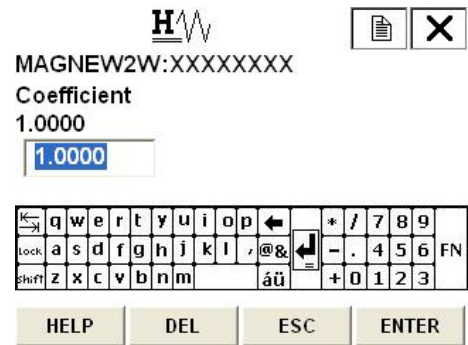 H
MAGNEW2W:XXXXXXXX
Coefficient
1.0000
1.0000
q w e r t y u i o p * / 7 8 9
Lock a s d f g h j k l , @& - . 4 5 6 FN
Shift z x c v b n m áü = + 0 1 2 3
HELP DEL ESC ENTER